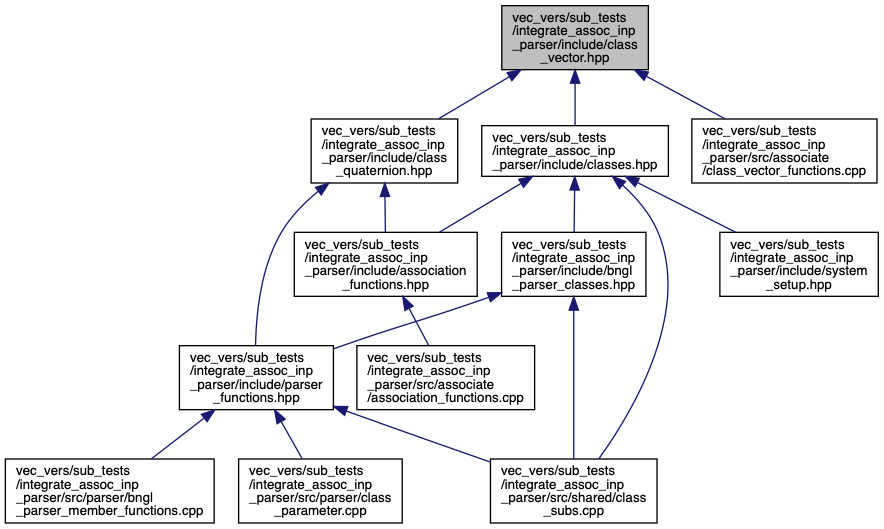 vec_vers/sub_tests
/integrate_assoc_inp
_parser/include/class
_vector.hpp
vec_vers/sub_tests
/integrate_assoc_inp
_parser/include/class
_quaternion.hpp
vec_vers/sub_tests
/integrate_assoc_inp
_parser/include/classes.hpp
vec_vers/sub_tests
/integrate_assoc_inp
_parser/src/associate
/class_vector_functions.cpp
vec_vers/sub_tests
/integrate_assoc_inp
_parser/include/association
_functions.hpp
vec_vers/sub_tests
/integrate_assoc_inp
_parser/include/bngl
_parser_classes.hpp
vec_vers/sub_tests
/integrate_assoc_inp
_parser/include/system
_setup.hpp
vec_vers/sub_tests
/integrate_assoc_inp
_parser/include/parser
_functions.hpp
vec_vers/sub_tests
/integrate_assoc_inp
_parser/src/associate
/association_functions.cpp
vec_vers/sub_tests
/integrate_assoc_inp
_parser/src/parser/bngl
_parser_member_functions.cpp
vec_vers/sub_tests
/integrate_assoc_inp
_parser/src/parser/class
_parameter.cpp
vec_vers/sub_tests
/integrate_assoc_inp
_parser/src/shared/class
_subs.cpp